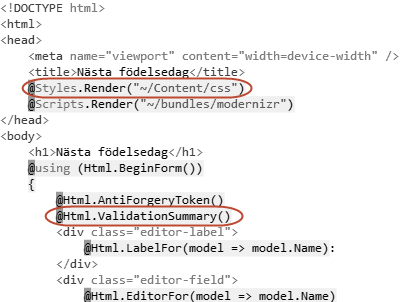 <!DOCTYPE html>
<html>
<head>
    <meta name="viewport" content="width=device-width" />
    <title>Nästa födelsedag</title>
    @Styles.Render("~/Content/css")
    @Scripts.Render("~/bundles/modernizr")
</head>
<body>
    <h1>Nästa födelsedag</h1>
    @using (Html.BeginForm())
    {
        @Html.AntiForgeryToken()
        @Html.ValidationSummary()
        <div class="editor-label">
            @Html.LabelFor(model => model.Name):
        </div>
        <div class="editor-field">
            @Html.EditorFor(model => model.Name)